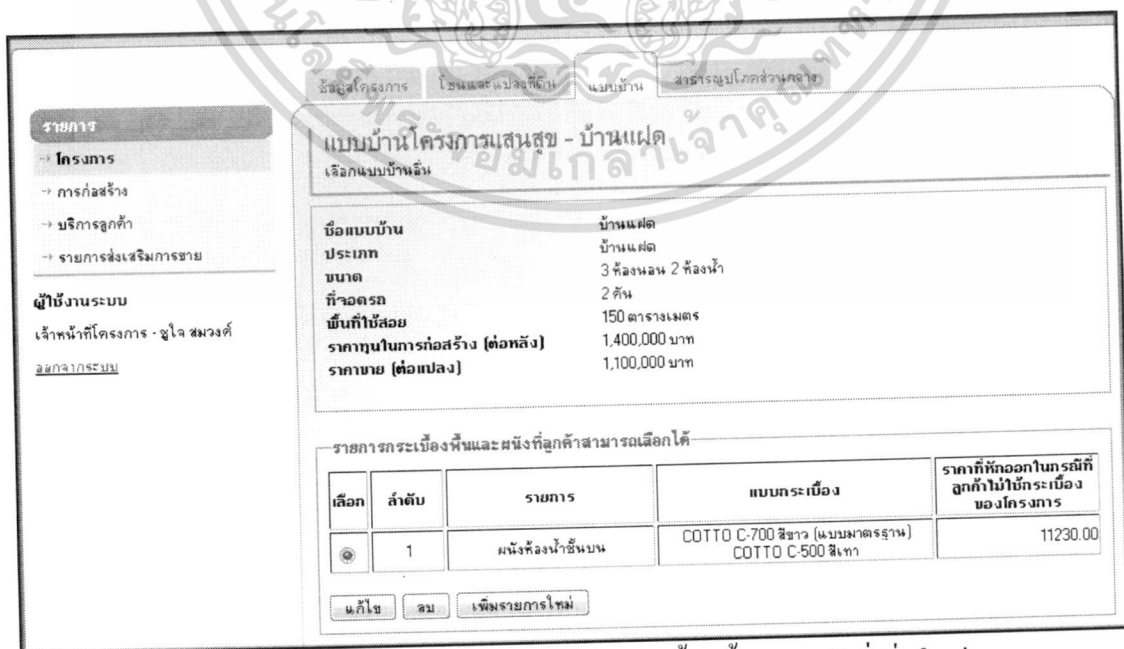 ข้อมูลโครงการ โซนและแปลงที่ดิน แบบบ้าน สาธารณูปโภคส่วนกลาง
รายการ
→ โครงการ
→ การก่อสร้าง
→ บริการลูกค้า
→ รายการส่งเสริมการขาย
ผู้ใช้งานระบบ
เจ้าหน้าที่โครงการ - ชูใจ สมวงค์
ออกจากระบบ
แบบบ้านโครงการแสนสุข - บ้านแฝด
เลือกแบบบ้านอื่น
ชื่อแบบบ้าน บ้านแฝด
ประเภท บ้านแฝด
ขนาด 3 ห้องนอน 2 ห้องน้ำ
ที่จอดรถ 2 คัน
พื้นที่ใช้สอย 150 ตารางเมตร
ราคาทุนในการก่อสร้าง (ต่อหลัง) 1,400,000 บาท
ราคาขาย (ต่อแปลง) 1,100,000 บาท
รายการกระเบื้องพื้นและผนังที่ลูกค้าสามารถเลือกได้
เลือก ลำดับ รายการ แบบกระเบื้อง ราคาที่หักออกในกรณีที่
ลูกค้าไม่ใช้กระเบื้อง
ของโครงการ
1 ผนังห้องน้ำชั้นบน COTTO C-700 สีขาว (แบบมาตรฐาน) 11230.00
COTTO C-500 สีเทา
แก้ไข ลบ เพิ่มรายการใหม่
พระจอมเกล้าเจ้าคุณท